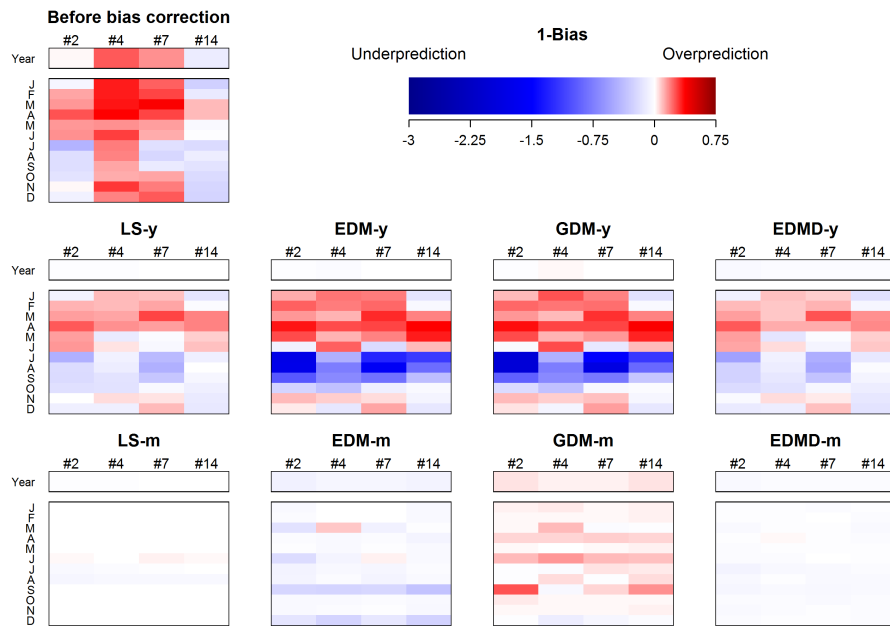 Before bias correction
#2 #4 #7 #14
Year
J
F
M
A
M
J
J
A
S
O
N
D
1-Bias
Underprediction Overprediction
-3 -2.25 -1.5 -0.75 0 0.75
LS-y EDM-y GDM-y EDMD-y
#2 #4 #7 #14 #2 #4 #7 #14 #2 #4 #7 #14 #2 #4 #7 #14
Year
J
F
M
A
M
J
J
A
S
O
N
D
LS-m EDM-m GDM-m EDMD-m
#2 #4 #7 #14 #2 #4 #7 #14 #2 #4 #7 #14 #2 #4 #7 #14
Year
J
F
M
A
M
J
J
A
S
O
N
D